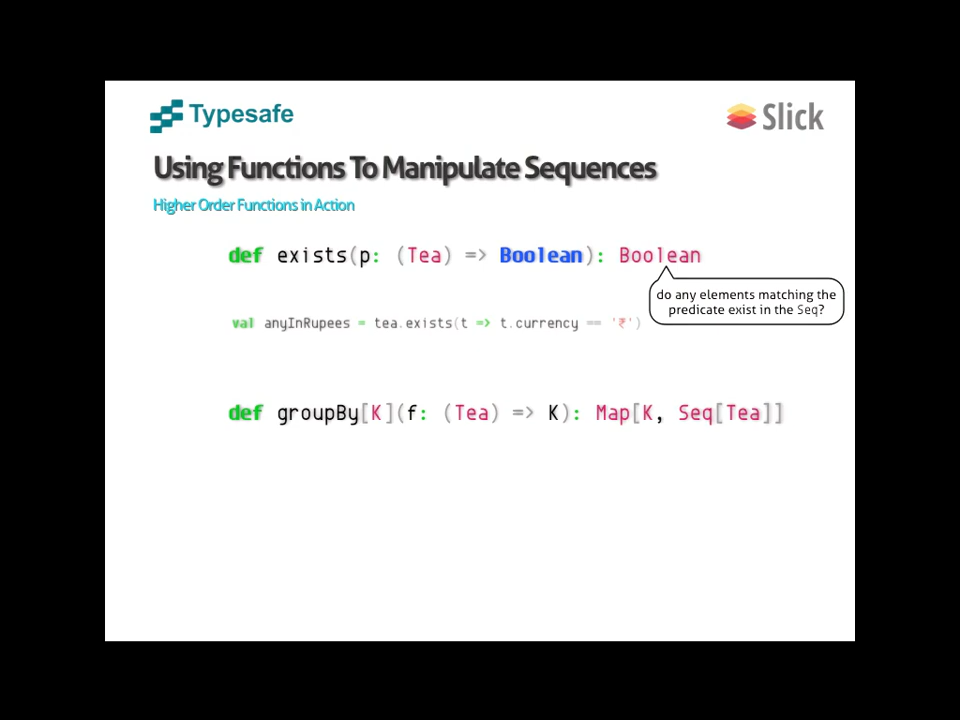 Typesafe
Slick
Using Functions To Manipulate Sequences
Higher Order Functions in Action
def exists(p: (Tea) => Boolean): Boolean
do any elements matching the
predicate exist in the Seq?
val anyInRupees = tea.exists(t => t.currency == '₹')
def groupBy[K](f: (Tea) => K): Map[K, Seq[Tea]]